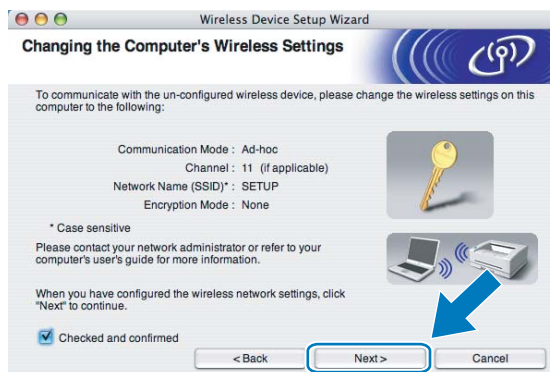 Wireless Device Setup Wizard
Changing the Computer's Wireless Settings
To communicate with the un-configured wireless device, please change the wireless settings on this
computer to the following:
Communication Mode : Ad-hoc
Channel : 11 (if applicable)
Network Name (SSID)* : SETUP
Encryption Mode : None
* Case sensitive
Please contact your network administrator or refer to your
computer's user's guide for more information.
When you have configured the wireless network settings, click
"Next" to continue.
Checked and confirmed
< Back Next > Cancel